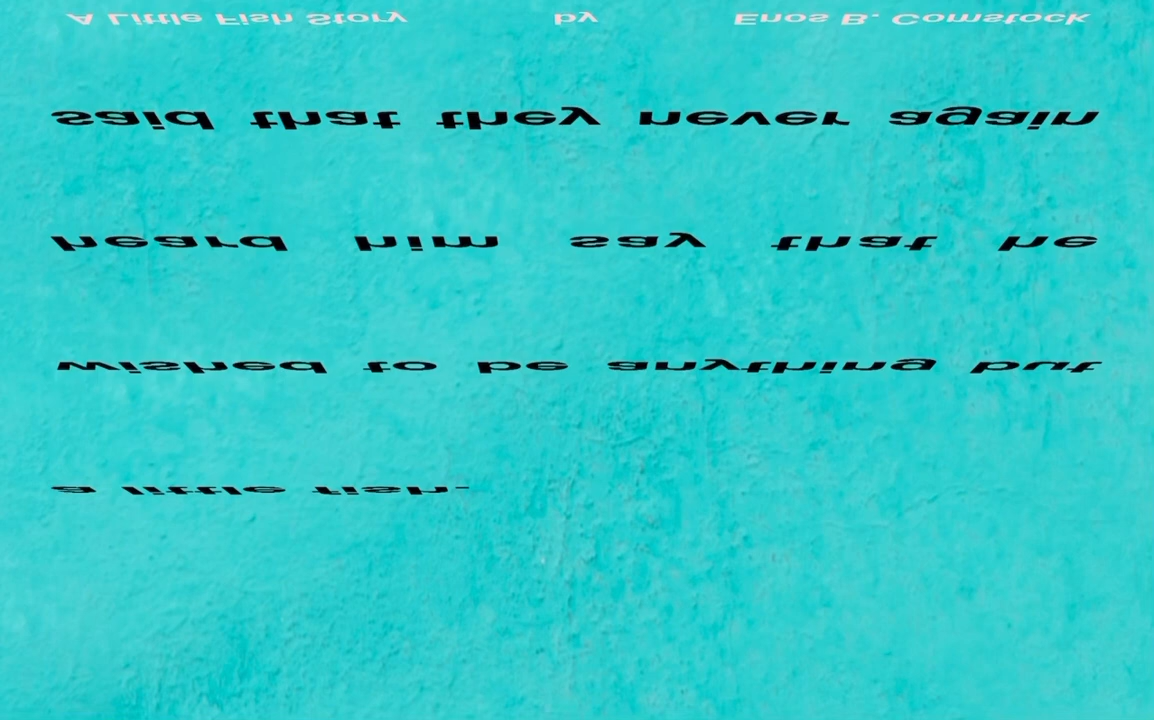 A Little Fish Story by Enos B. Comstock
said that they never again
heard him say that he
wished to be anything but
a little fish.